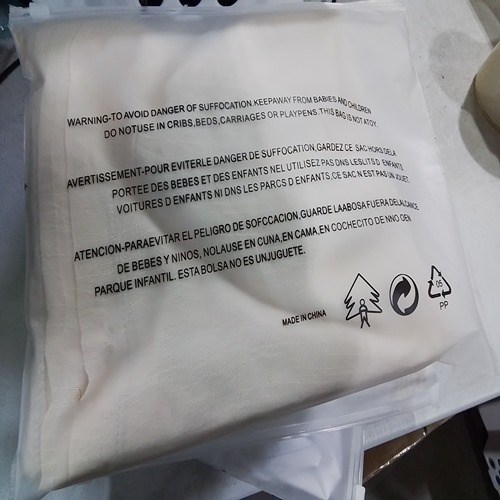 WARNING-TO AVOID DANGER OF SUFFOCATION.KEEPAWAY FROM BABIES AND CHILDREN
DO NOTUSE IN CRIBS,BEDS,CARRIAGES OR PLAYPENS.THIS BAG IS NOT ATOY.
AVERTISSEMENT-POUR EVITERLE DANGER DE SUFFOCATION,GARDEZ CE SAC HORS DELA
PORTEE DES BEBES ET DES ENFANTS NEL UTILISEZ PAS DNS LESLITS D ENFANTS
VOITURES D ENFANTS NI DNS LES PARCS D ENFANTS,CE SAC N EST PAS UN JOUET.
ATENCION-PARAEVITAR EL PELIGRO DE SOFCCACION,GUARDE LAABOSA FUERA DELALCANCE
DE BEBES Y NINOS, NOLAUSE EN CUNA,EN CAMA,EN COCHECITO DE NNO OEN
PARQUE INFANTIL. ESTA BOLSA NO ES UNJUGUETE.
MADE IN CHINA
05
PP